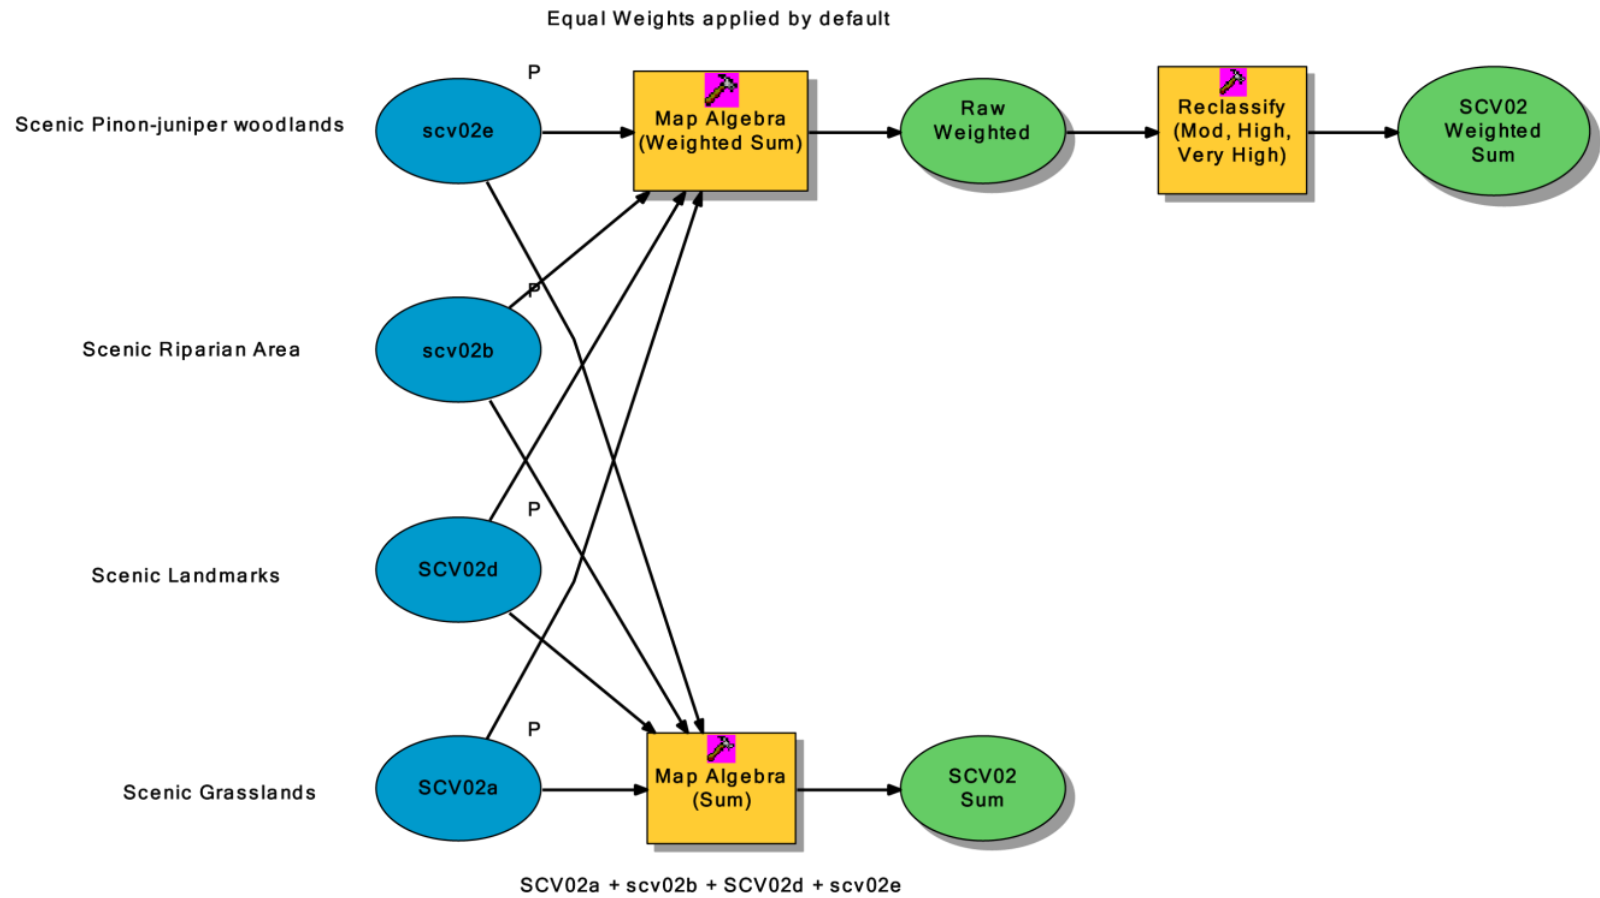 Equal Weights applied by default
P
Scenic Pinon-juniper woodlands
scv02e
Map Algebra
(Weighted Sum)
Raw
Weighted
Reclassify
(Mod, High,
Very High)
SCV02
Weighted
Sum
P
Scenic Riparian Area
scv02b
P
Scenic Landmarks
SCV02d
P
Scenic Grasslands
SCV02a
Map Algebra
(Sum)
SCV02
Sum
SCV02a + scv02b + SCV02d + scv02e